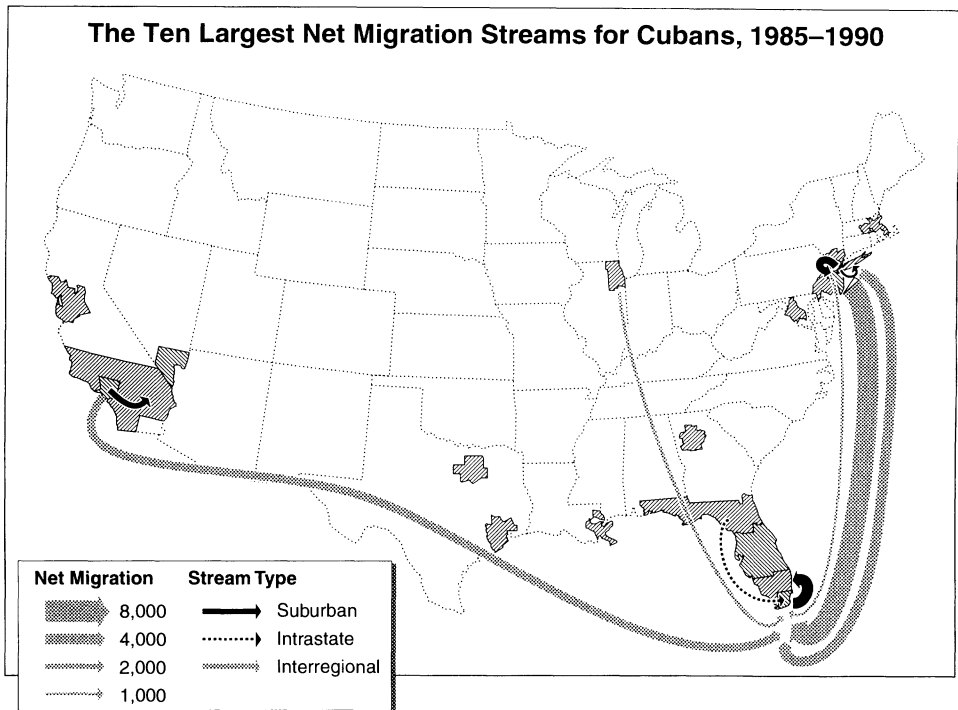 The Ten Largest Net Migration Streams for Cubans, 1985–1990
Net Migration
Stream Type
8,000
Suburban
4,000
Intrastate
2,000
Interregional
1,000